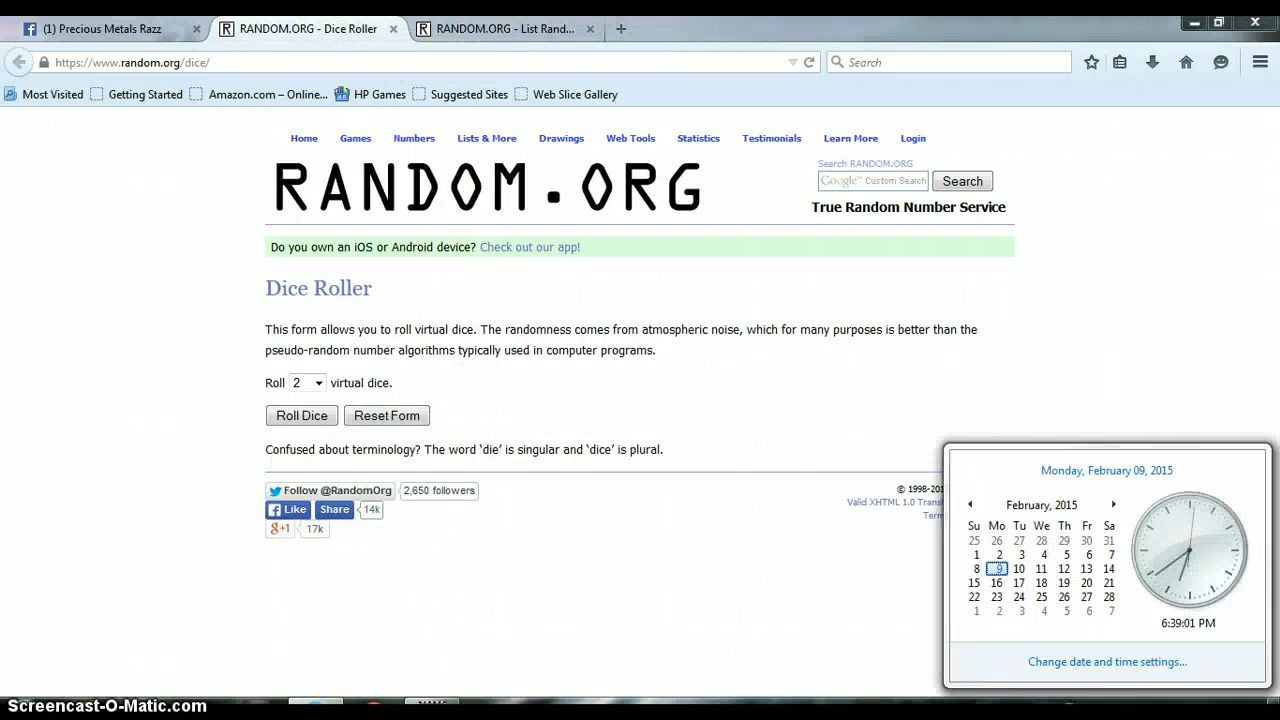 (1) Precious Metals Razz
RANDOM.ORG - Dice Roller
RANDOM.ORG - List Rand...
https://www.random.org/dice/
Search
Most Visited
Getting Started
Amazon.com – Online...
HP Games
Suggested Sites
Web Slice Gallery
Home Games Numbers Lists & More Drawings Web Tools Statistics Testimonials Learn More Login
RANDOM.ORG
Search RANDOM.ORG
Google™ Custom Search
Search
True Random Number Service
Do you own an iOS or Android device? Check out our app!
Dice Roller
This form allows you to roll virtual dice. The randomness comes from atmospheric noise, which for many purposes is better than the
pseudo-random number algorithms typically used in computer programs.
Roll 2 virtual dice.
Roll Dice Reset Form
Confused about terminology? The word ‘die’ is singular and ‘dice’ is plural.
Follow @RandomOrg 2,650 followers
Like Share 14k
g+1 17k
© 1998-201
Valid XHTML 1.0 Transi
Term
Monday, February 09, 2015
February, 2015
Su Mo Tu We Th Fr Sa
25 26 27 28 29 30 31
1 2 3 4 5 6 7
8 9 10 11 12 13 14
15 16 17 18 19 20 21
22 23 24 25 26 27 28
1 2 3 4 5 6 7
6:39:01 PM
Change date and time settings...
Screencast-O-Matic.com